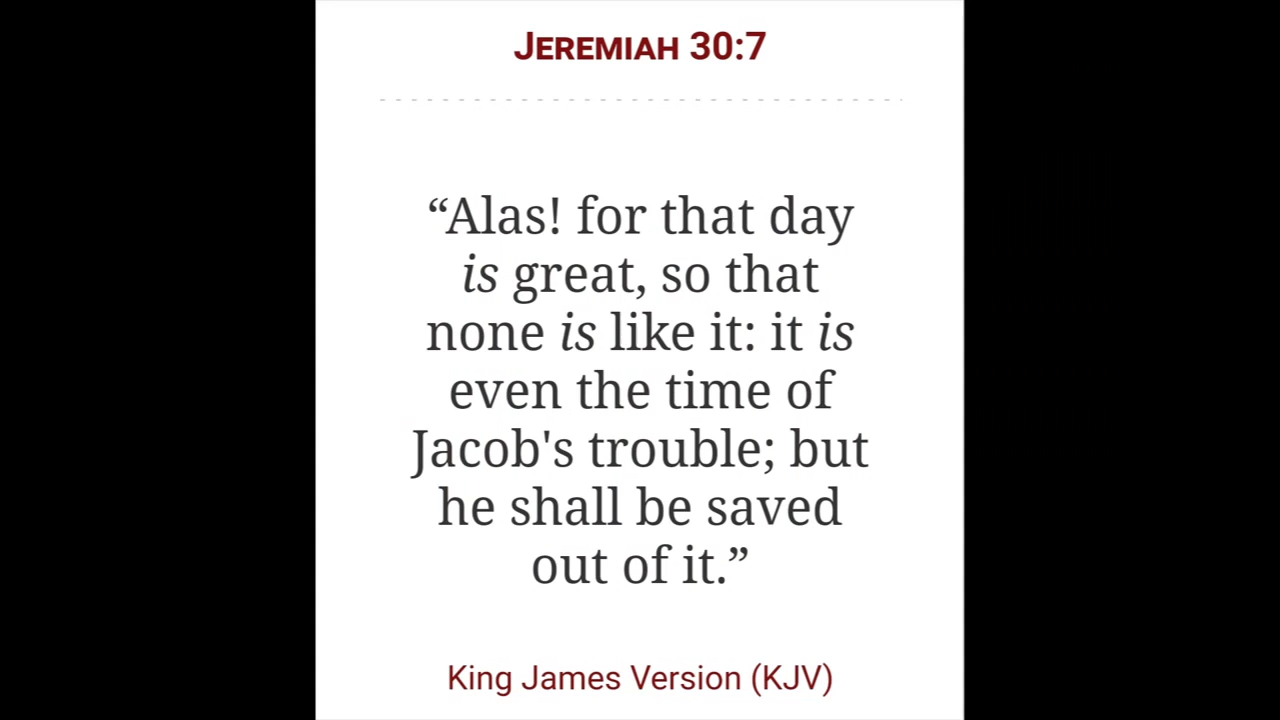 JEREMIAH 30:7
“Alas! for that day
is great, so that
none is like it: it is
even the time of
Jacob's trouble; but
he shall be saved
out of it.”
King James Version (KJV)